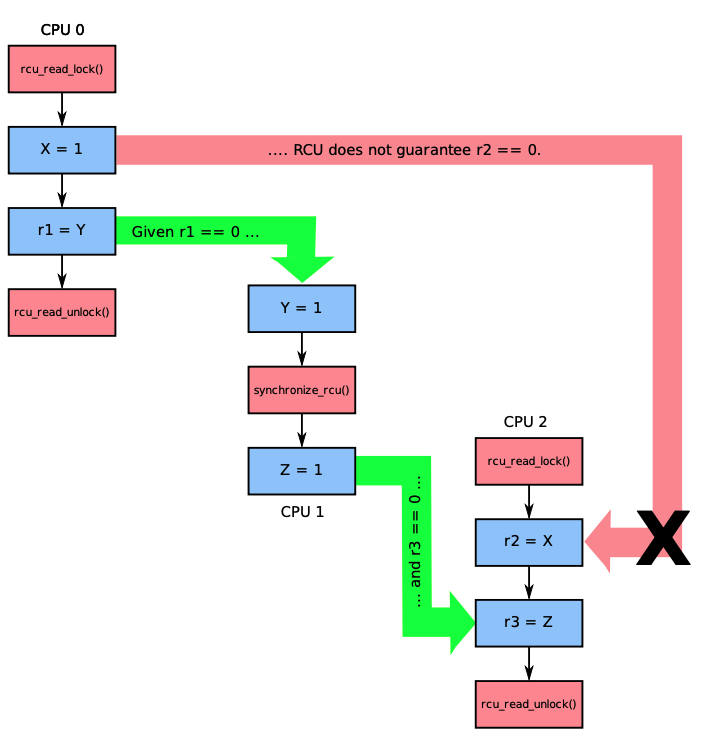 CPU 0
rcu_read_lock()
X = 1
.... RCU does not guarantee r2 == 0.
r1 = Y
Given r1 == 0 ...
rcu_read_unlock()
Y = 1
synchronize_rcu()
Z = 1
CPU 1
... and r3 == 0 ...
CPU 2
rcu_read_lock()
r2 = X
X
r3 = Z
rcu_read_unlock()